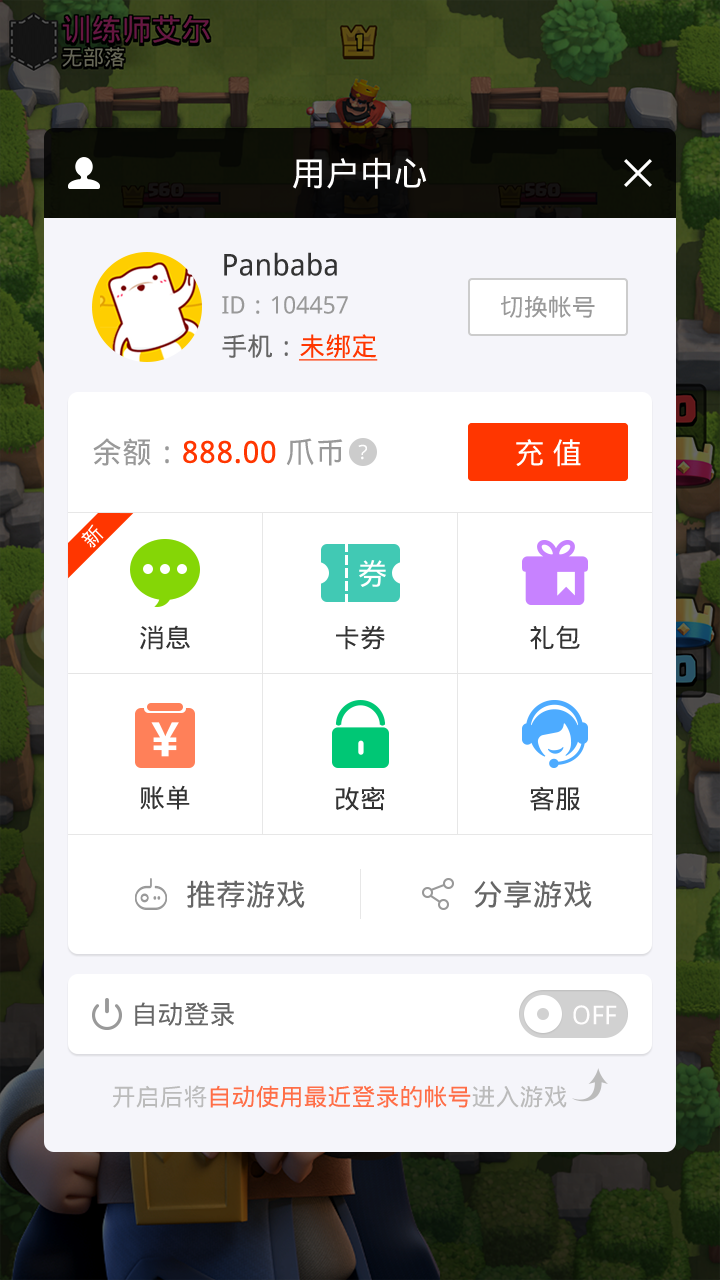 训练师艾尔
无部落
1
560
560
用户中心
Panbaba
ID：104457
切换帐号
手机：未绑定
余额：888.00 爪币 ?
充值
新
券
消息
卡券
礼包
¥
账单
改密
客服
推荐游戏
分享游戏
自动登录
OFF
开启后将自动使用最近登录的帐号进入游戏